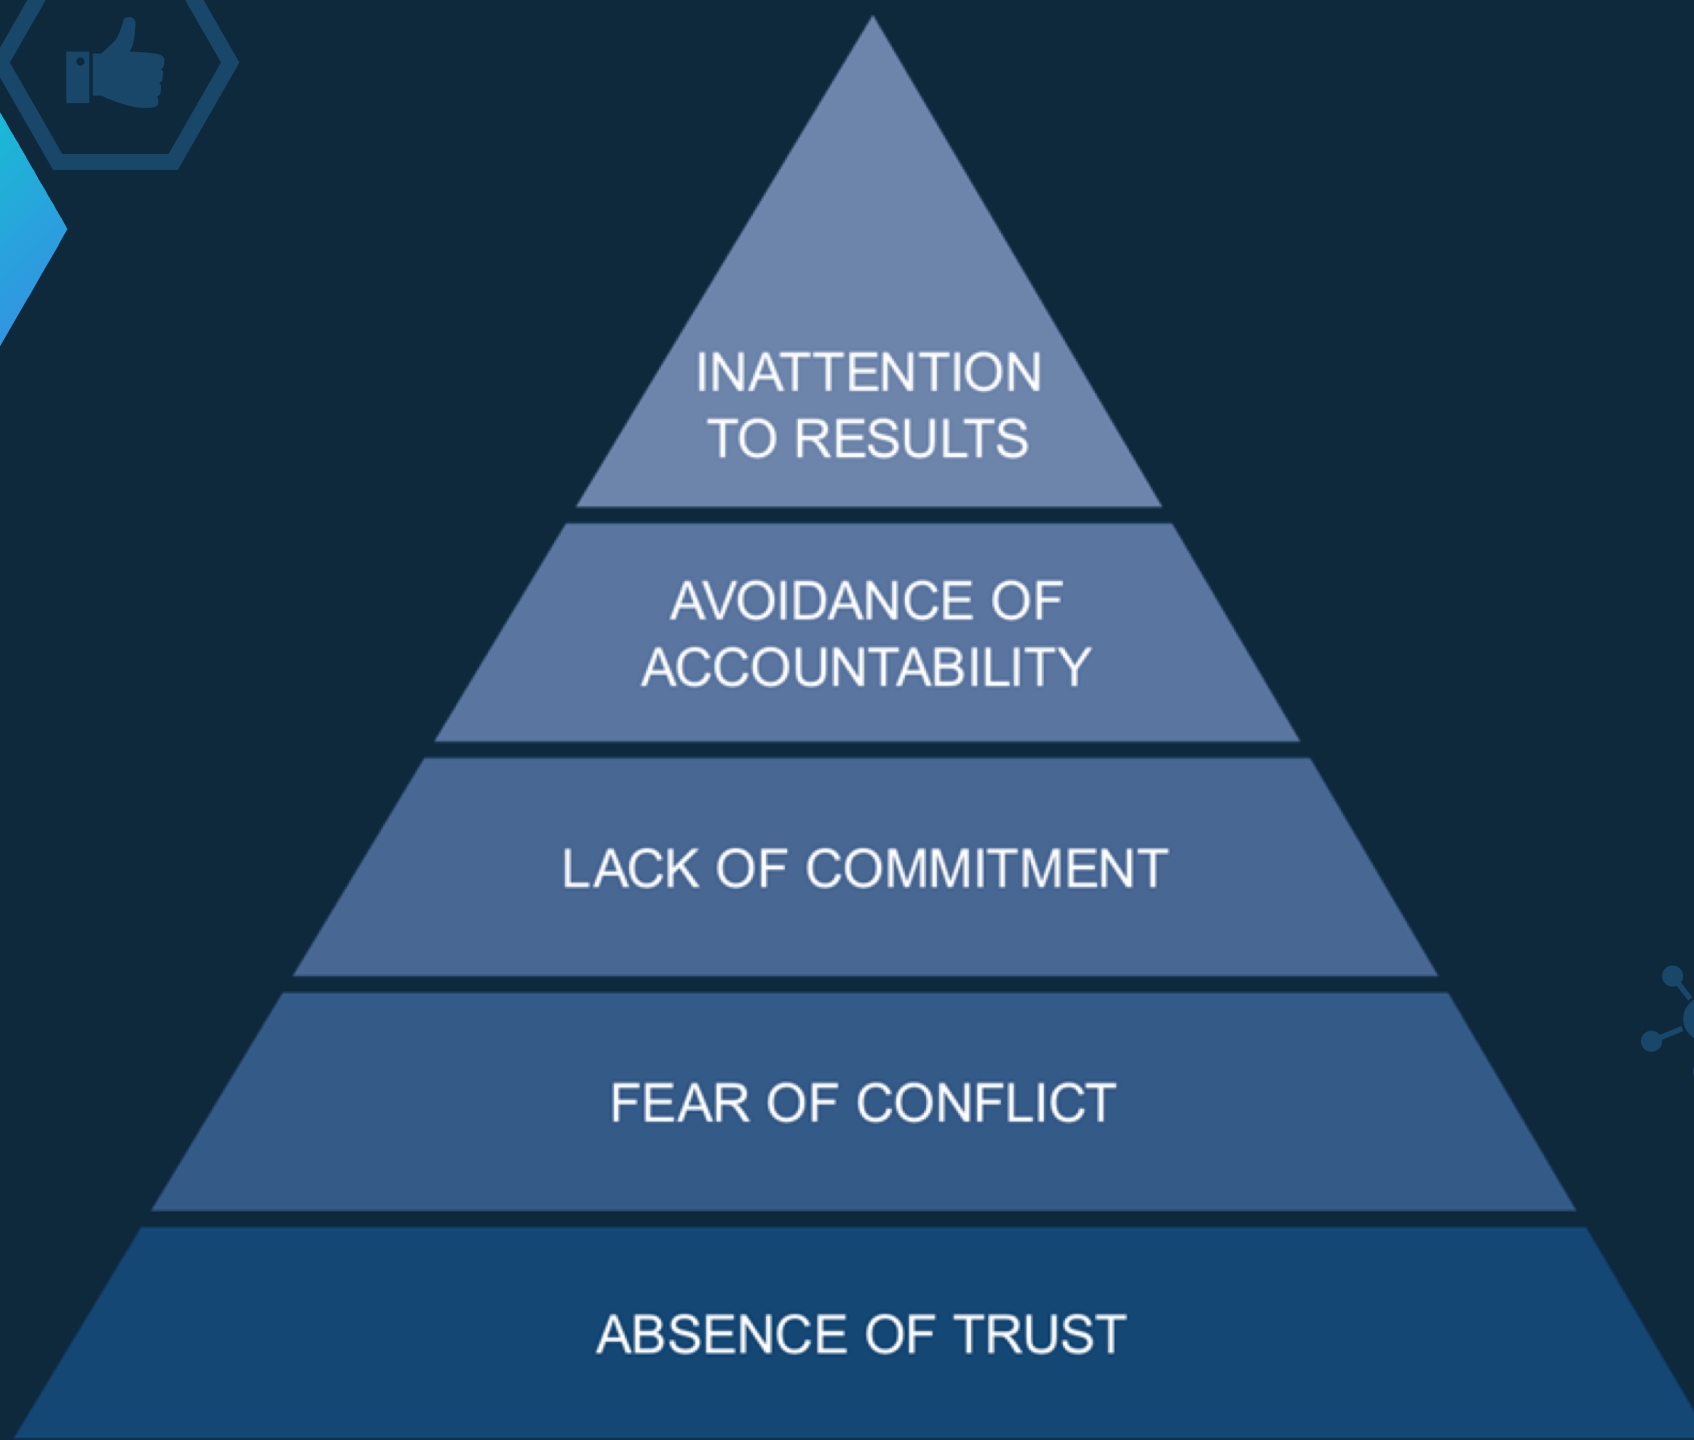 INATTENTION
TO RESULTS
AVOIDANCE OF
ACCOUNTABILITY
LACK OF COMMITMENT
FEAR OF CONFLICT
ABSENCE OF TRUST